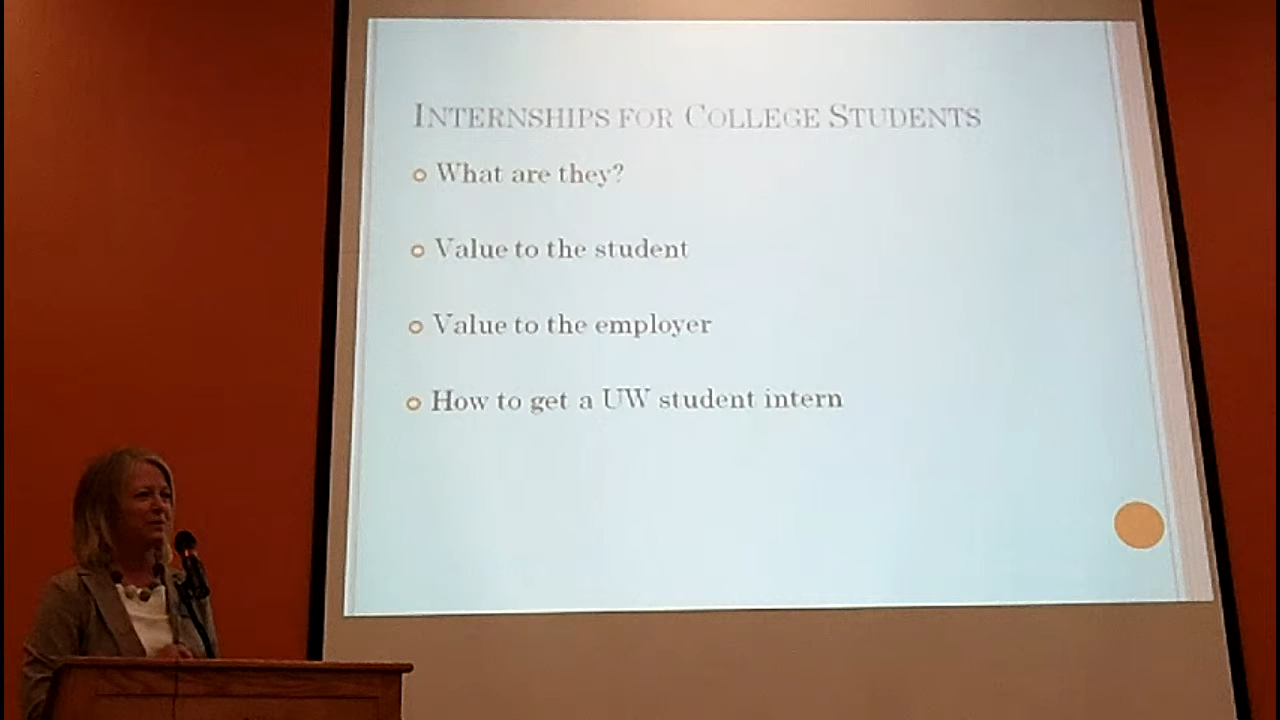 INTERNSHIPS FOR COLLEGE STUDENTS
What are they?
Value to the student
Value to the employer
How to get a UW student intern